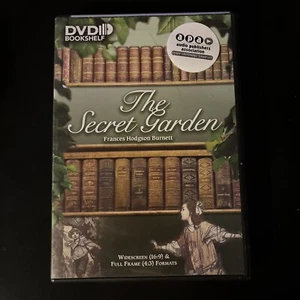 DVD
BOOKSHELF
apa
audio publishers
association
The
Secret Garden
Frances Hodgson Burnett
Widescreen (16:9) &
Full Frame (4:3) Formats